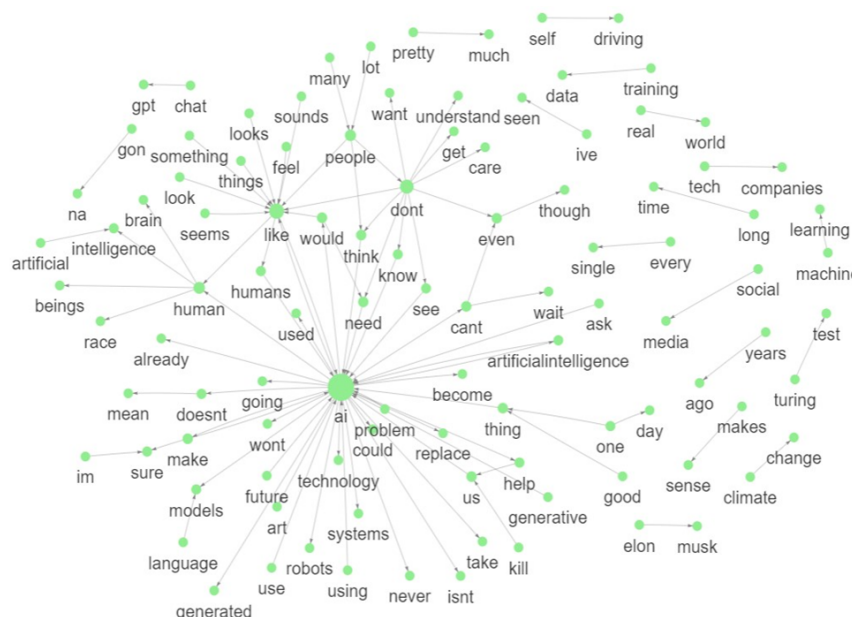 self
driving
pretty
much
many
lot
gpt
chat
training
data
sounds
want
understand
seen
looks
real
world
gon
something
feel
people
get
ive
things
care
look
tech
companies
na
brain
seems
like
would
dont
though
time
long
learning
artificial
intelligence
think
even
machine
know
single
every
beings
human
humans
see
social
race
used
need
cant
wait
ask
media
already
artificialintelligence
years
test
going
ai
become
ago
turing
mean
doesnt
problem
thing
one
day
makes
im
sure
make
wont
could
replace
change
technology
us
help
sense
climate
models
future
good
generative
art
systems
elon
musk
language
robots
take
kill
generated
use
using
never
isnt